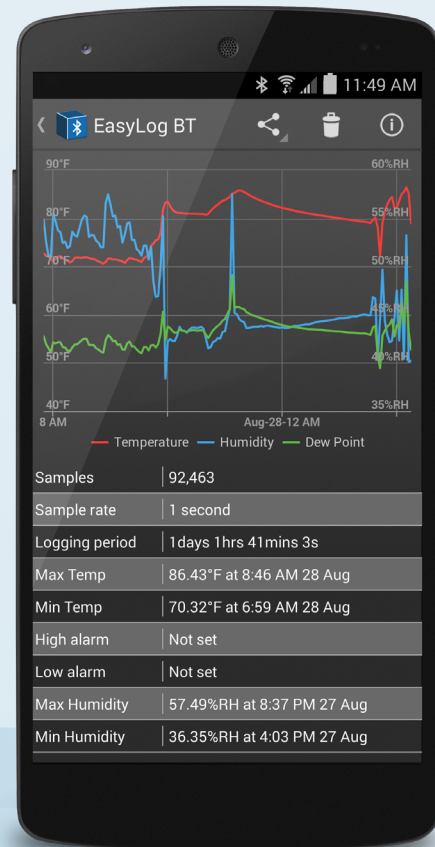 11:49 AM
EasyLog BT
90°F 60%RH
80°F 55%RH
70°F 50%RH
60°F 45%RH
50°F 40%RH
40°F 35%RH
8 AM Aug-28-12 AM
Temperature Humidity Dew Point
Samples 92,463
Sample rate 1 second
Logging period 1days 1hrs 41mins 3s
Max Temp 86.43°F at 8:46 AM 28 Aug
Min Temp 70.32°F at 6:59 AM 28 Aug
High alarm Not set
Low alarm Not set
Max Humidity 57.49%RH at 8:37 PM 27 Aug
Min Humidity 36.35%RH at 4:03 PM 27 Aug